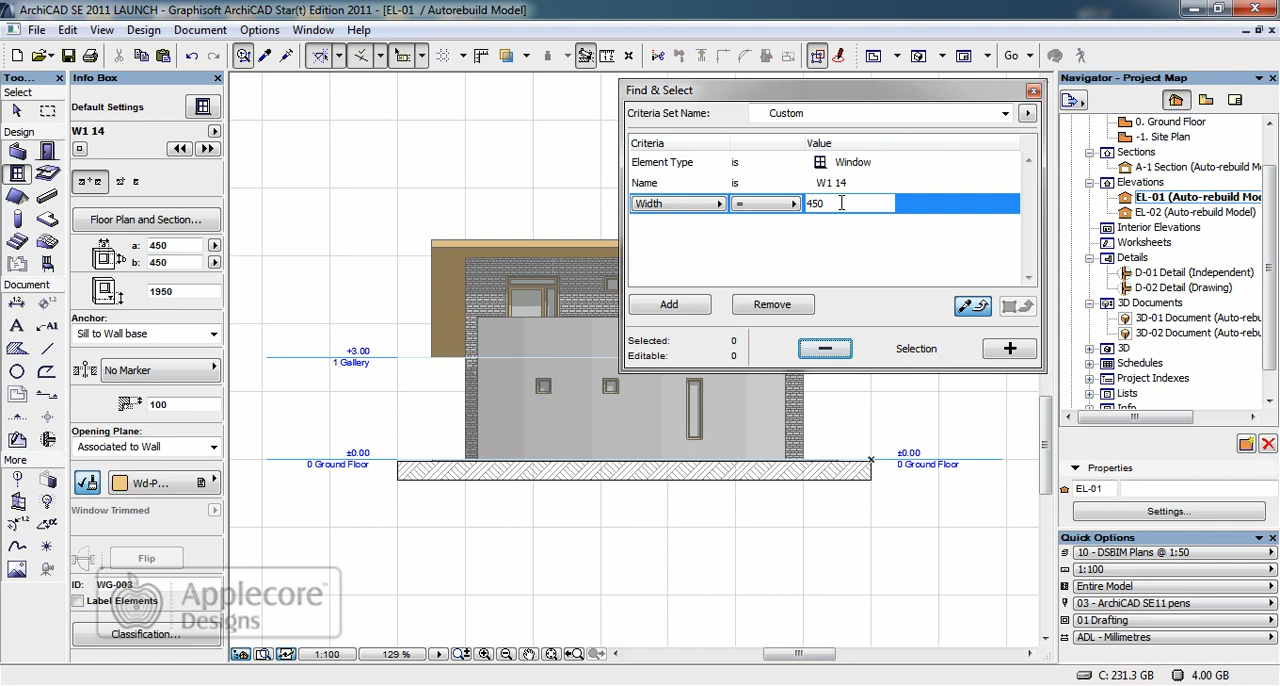 ArchiCAD SE 2011 LAUNCH - Graphisoft ArchiCAD Star(t) Edition 2011 - [EL-01 / Autorebuild Model]
File Edit View Design Document Options Window Help
Go
Too...
Select
Design
Document
More
Info Box
Default Settings
W1 14
Floor Plan and Section...
a: 450
b: 450
1950
Anchor:
Sill to Wall base
No Marker
100
Opening Plane:
Associated to Wall
Wd-P...
Window Trimmed
Flip
ID: WG-003
Label Elements
Classification...
Applecore™
Designs
+3.00
1 Gallery
±0.00
0 Ground Floor
±0.00
0 Ground Floor
1:100
129 %
Find & Select
Criteria Set Name: Custom
Criteria Value
Element Type is Window
Name is W1 14
Width = 450
Add Remove
Selected: 0
Editable: 0
Selection
Navigator - Project Map
0. Ground Floor
-1. Site Plan
Sections
A-1 Section (Auto-rebuild M
Elevations
EL-01 (Auto-rebuild Moc
EL-02 (Auto-rebuild Model)
Interior Elevations
Worksheets
Details
D-01 Detail (Independent)
D-02 Detail (Drawing)
3D Documents
3D-01 Document (Auto-rebu
3D-02 Document (Auto-rebu
3D
Schedules
Project Indexes
Lists
Info
Properties
EL-01
Settings...
Quick Options
10 - DSBIM Plans @ 1:50
1:100
Entire Model
03 - ArchiCAD SE11 pens
01 Drafting
ADL - Millimetres
C: 231.3 GB 4.00 GB